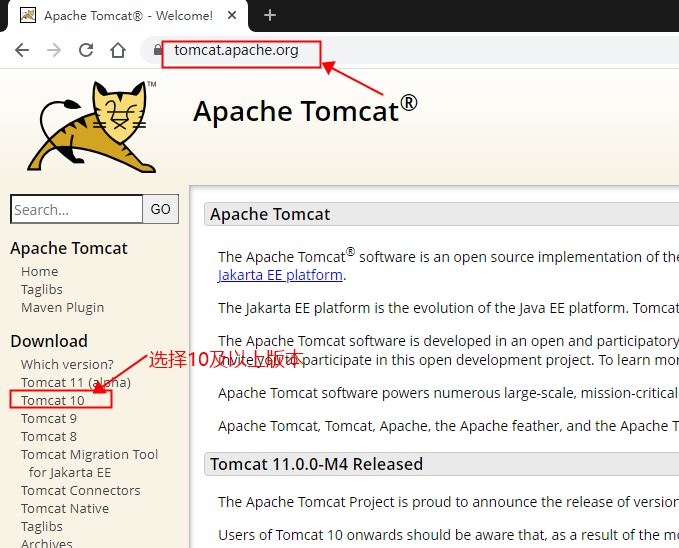 Apache Tomcat® - Welcome!
tomcat.apache.org
TM
Apache Tomcat®
Search...
GO
Apache Tomcat
Home
Taglibs
Maven Plugin
Download
Which version?
Tomcat 11 (alpha)
Tomcat 10
Tomcat 9
Tomcat 8
Tomcat Migration Tool
for Jakarta EE
Tomcat Connectors
Tomcat Native
Taglibs
Archives
选择10及以上版本
Apache Tomcat
The Apache Tomcat® software is an open source implementation of the
Jakarta EE platform.
The Jakarta EE platform is the evolution of the Java EE platform. Tomcat
The Apache Tomcat software is developed in an open and participatory
invite you to participate in this open development project. To learn mor
Apache Tomcat software powers numerous large-scale, mission-critical
Apache Tomcat, Tomcat, Apache, the Apache feather, and the Apache T
Tomcat 11.0.0-M4 Released
The Apache Tomcat Project is proud to announce the release of version
Users of Tomcat 10 onwards should be aware that, as a result of the mo